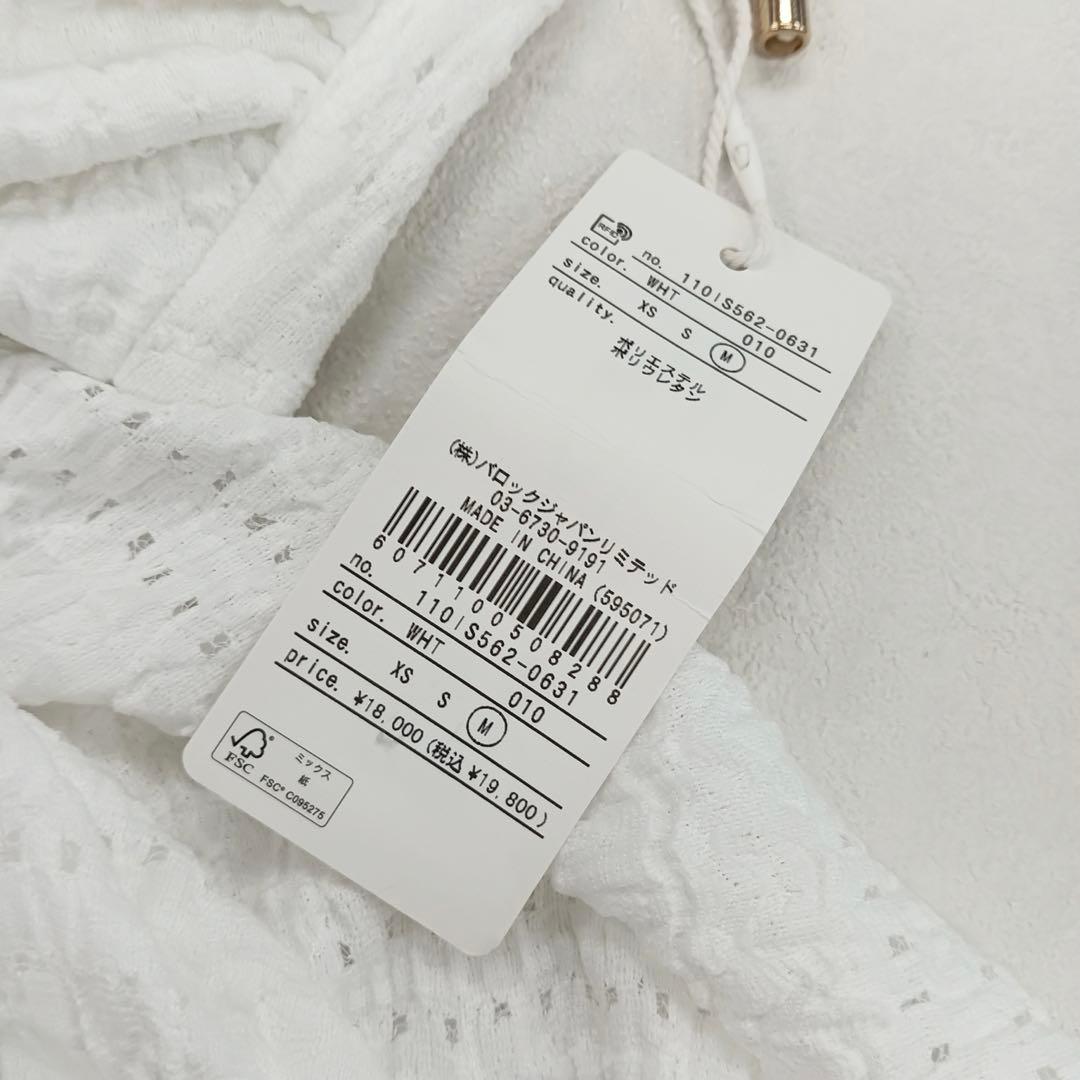 RFID
no. 110IS562-0631
color. WHT 010
size. XS S M
quality.
ポリエステル
ポリウレタン
(株)バロックジャパンリミテッド
03-6730-9191
MADE IN CHINA (595071)
6071100508288
no. 110IS562-0631
color. WHT 010
size. XS S M
price. ¥18,000(税込¥19,800)
FSC
ミックス
紙
FSC® C095275